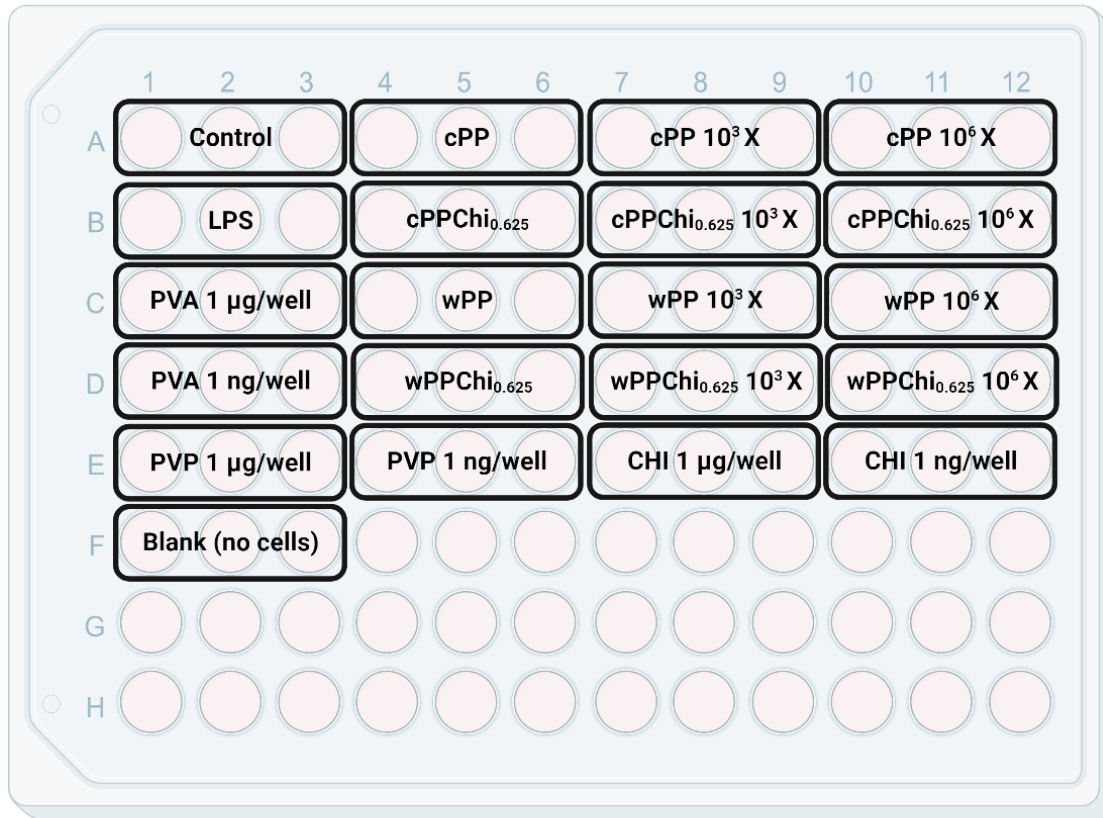 1 2 3 4 5 6 7 8 9 10 11 12
A Control cPP cPP 10³ X cPP 10⁶ X
B LPS cPPChi₀.₆₂₅ cPPChi₀.₆₂₅ 10³ X cPPChi₀.₆₂₅ 10⁶ X
C PVA 1 µg/well wPP wPP 10³ X wPP 10⁶ X
D PVA 1 ng/well wPPChi₀.₆₂₅ wPPChi₀.₆₂₅ 10³ X wPPChi₀.₆₂₅ 10⁶ X
E PVP 1 µg/well PVP 1 ng/well CHI 1 µg/well CHI 1 ng/well
F Blank (no cells)
G
H